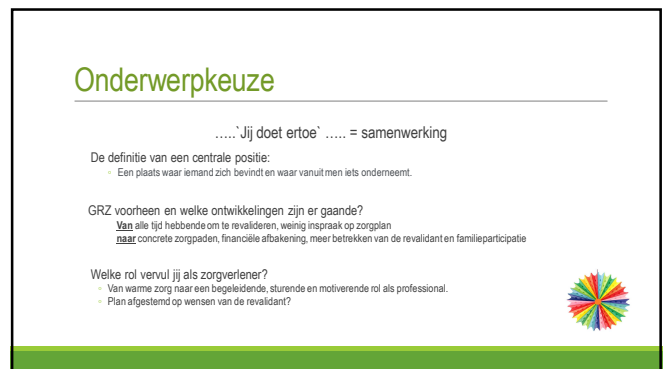 Onderwerpkeuze
…..`Jij doet ertoe` ….. = samenwerking
De definitie van een centrale positie:
Een plaats waar iemand zich bevindt en waar vanuit men iets onderneemt.
GRZ voorheen en welke ontwikkelingen zijn er gaande?
Van alle tijd hebbende om te revalideren, weinig inspraak op zorgplan
naar concrete zorgpaden, financiële afbakening, meer betrekken van de revalidant en familieparticipatie
Welke rol vervul jij als zorgverlener?
Van warme zorg naar een begeleidende, sturende en motiverende rol als professional.
Plan afgestemd op wensen van de revalidant?